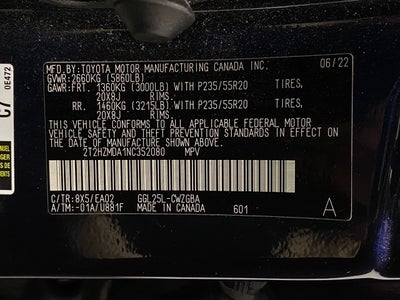 MFD.BY: TOYOTA MOTOR MANUFACTURING CANADA INC. 06/22
GVWR: 2660KG (5860LB)
GAWR: FRT. 1360KG (3000LB) WITH P235/55R20 TIRES,
20X8J RIMS,
RR. 1460KG (3215LB) WITH P235/55R20 TIRES,
20X8J RIMS,
THIS VEHICLE CONFORMS TO ALL APPLICABLE FEDERAL MOTOR
VEHICLE SAFETY, BUMPER, AND THEFT PREVENTION STANDARDS IN EFFECT ON
THE DATE OF MANUFACTURE SHOWN ABOVE.
2T2HZMDA1NC352080 MPV
C/TR: 8X5/EA02 GGL25L-CWZGBA
A/TM: -01A/U881F MADE IN CANADA 601
A
0E472
C7